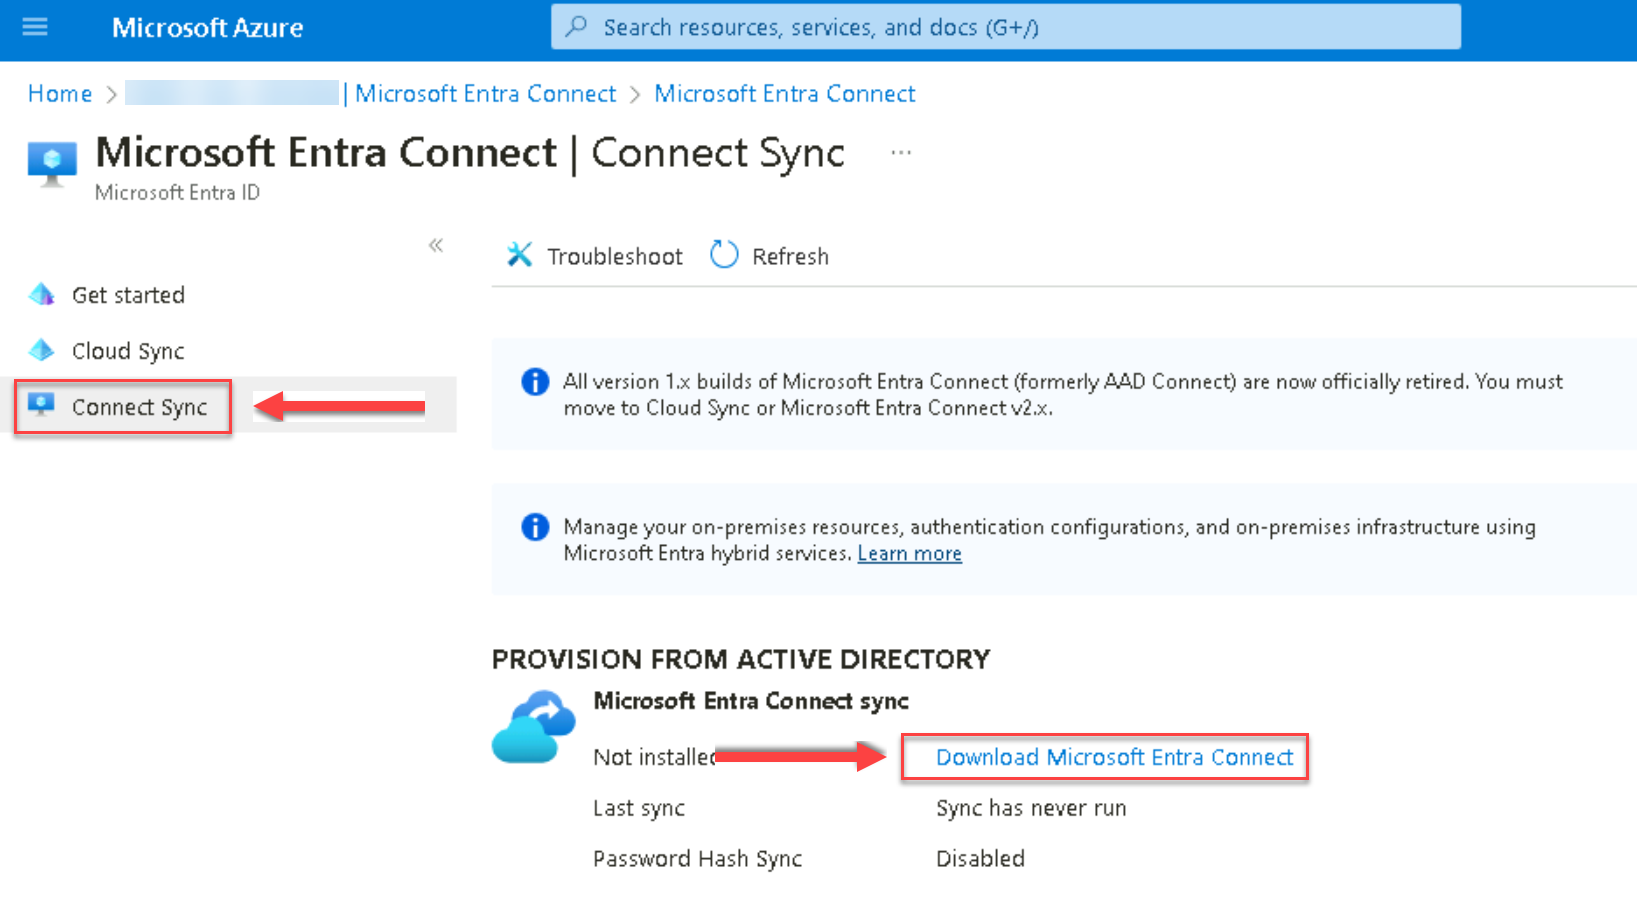 Microsoft Azure
Search resources, services, and docs (G+/)
Home > | Microsoft Entra Connect > Microsoft Entra Connect
Microsoft Entra Connect | Connect Sync ...
Microsoft Entra ID
«
Troubleshoot Refresh
Get started
Cloud Sync
Connect Sync
All version 1.x builds of Microsoft Entra Connect (formerly AAD Connect) are now officially retired. You must
move to Cloud Sync or Microsoft Entra Connect v2.x.
Manage your on-premises resources, authentication configurations, and on-premises infrastructure using
Microsoft Entra hybrid services. Learn more
PROVISION FROM ACTIVE DIRECTORY
Microsoft Entra Connect sync
Not installed Download Microsoft Entra Connect
Last sync Sync has never run
Password Hash Sync Disabled